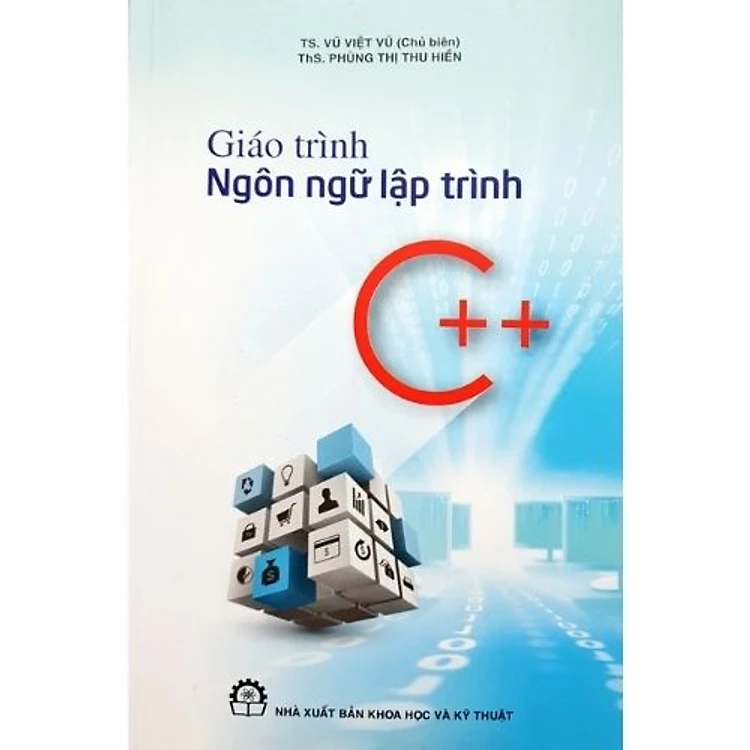 TS. VŨ VIỆT VŨ (Chủ biên)
ThS. PHÙNG THỊ THU HIỀN
Giáo trình
Ngôn ngữ lập trình
C++
NHÀ XUẤT BẢN KHOA HỌC VÀ KỸ THUẬT